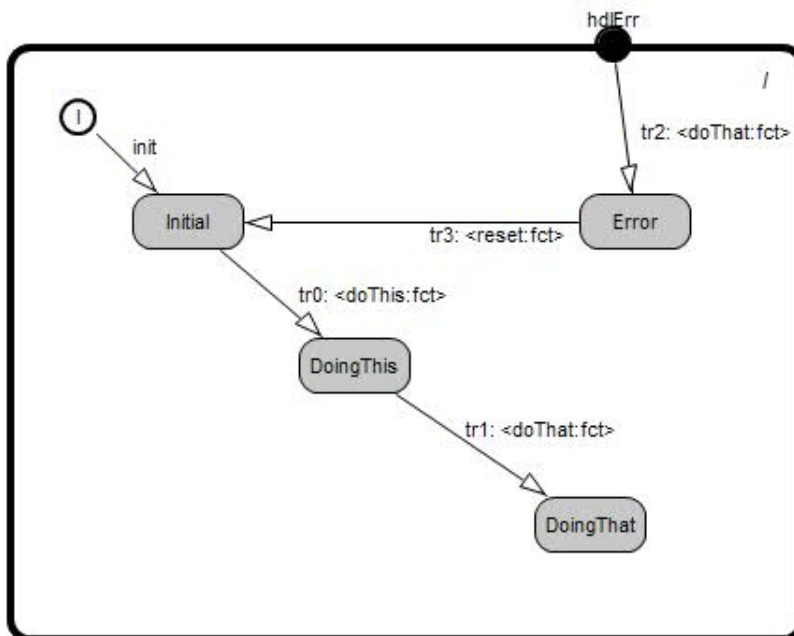 hdlErr
/
I
init
tr2: <doThat:fct>
Initial
Error
tr3: <reset:fct>
tr0: <doThis:fct>
DoingThis
tr1: <doThat:fct>
DoingThat